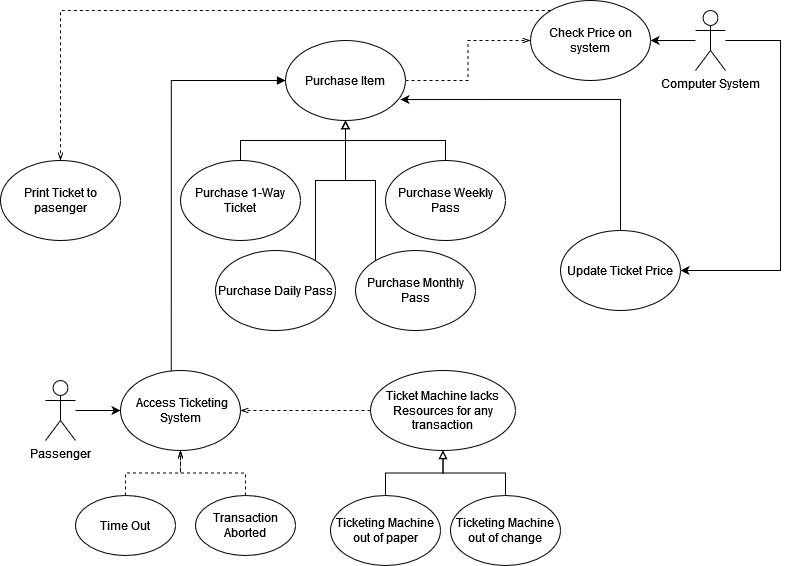 Check Price on
system
Computer System
Purchase Item
Print Ticket to
pasenger
Purchase 1-Way
Ticket
Purchase Weekly
Pass
Purchase Daily Pass
Purchase Monthly
Pass
Update Ticket Price
Access Ticketing
System
Ticket Machine lacks
Resources for any
transaction
Passenger
Time Out
Transaction
Aborted
Ticketing Machine
out of paper
Ticketing Machine
out of change